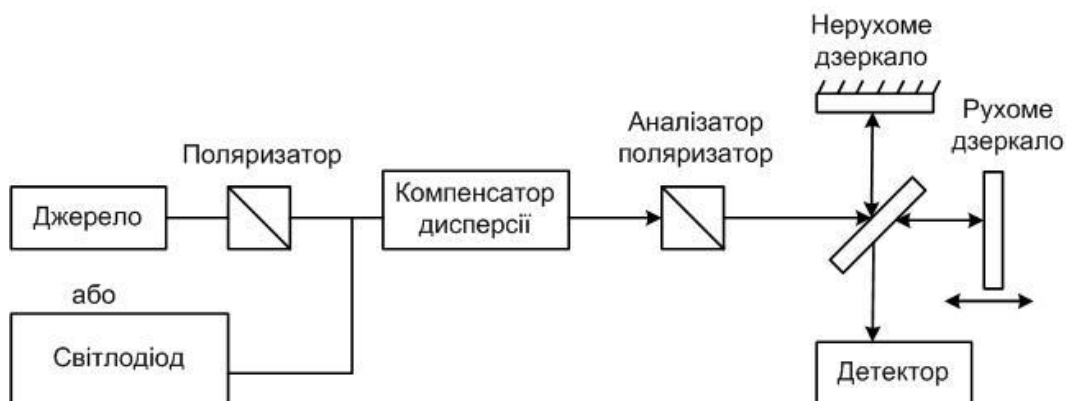 Нерухоме
дзеркало
Рухоме
дзеркало
Аналізатор
поляризатор
Поляризатор
Компенсатор
дисперсії
Джерело
або
Світлодіод
Детектор